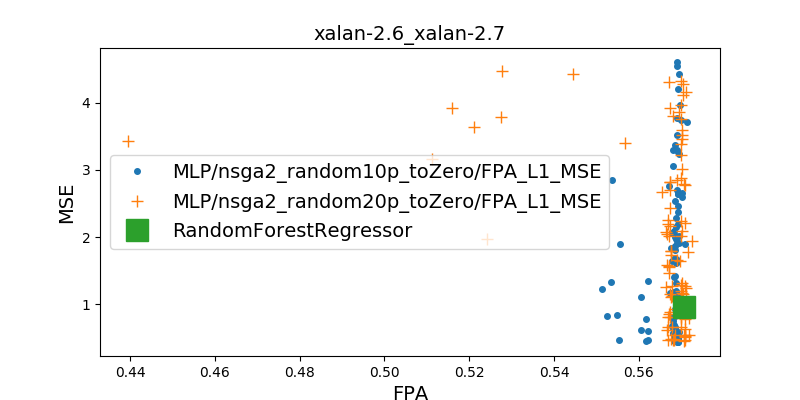 xalan-2.6_xalan-2.7
MSE
4
3
2
1
MLP/nsga2_random10p_toZero/FPA_L1_MSE
MLP/nsga2_random20p_toZero/FPA_L1_MSE
RandomForestRegressor
0.44 0.46 0.48 0.50 0.52 0.54 0.56
FPA